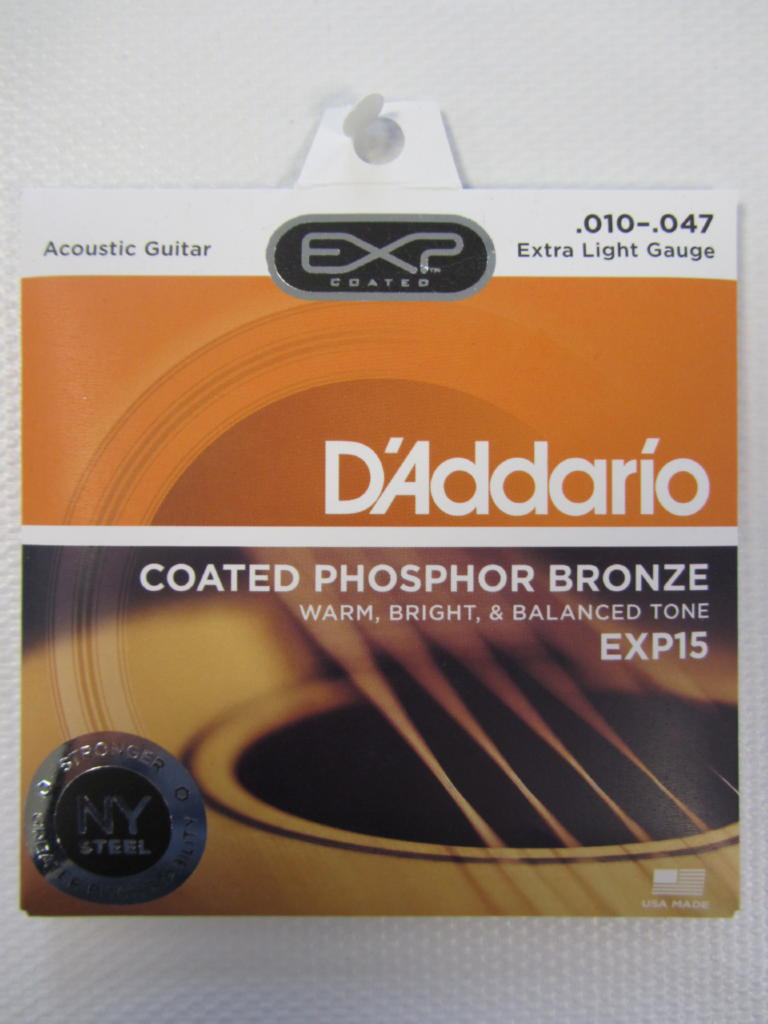 Acoustic Guitar
EXP™
COATED
.010–.047
Extra Light Gauge
D'Addario
COATED PHOSPHOR BRONZE
WARM, BRIGHT, & BALANCED TONE
EXP15
STRONGER
NY
STEEL
USA MADE